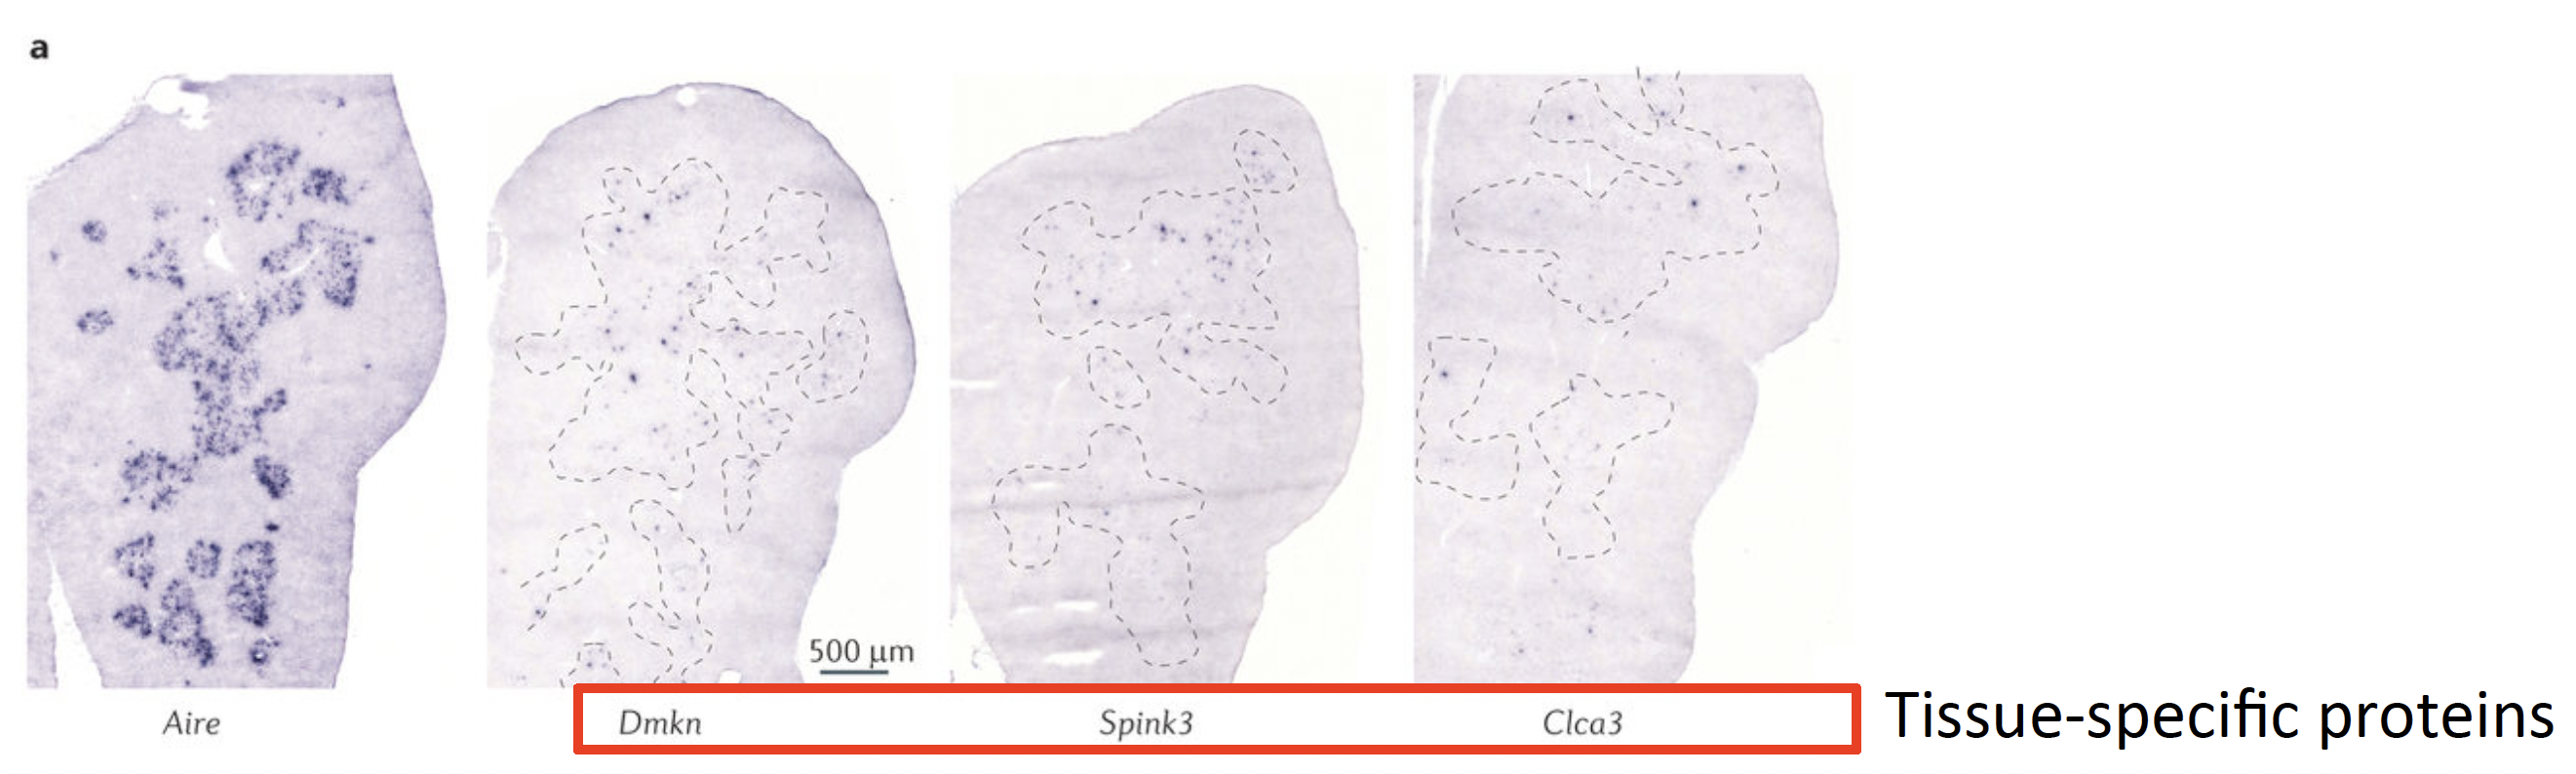 a
500 μm
Aire
Dmkn
Spink3
Clca3
Tissue-specific proteins